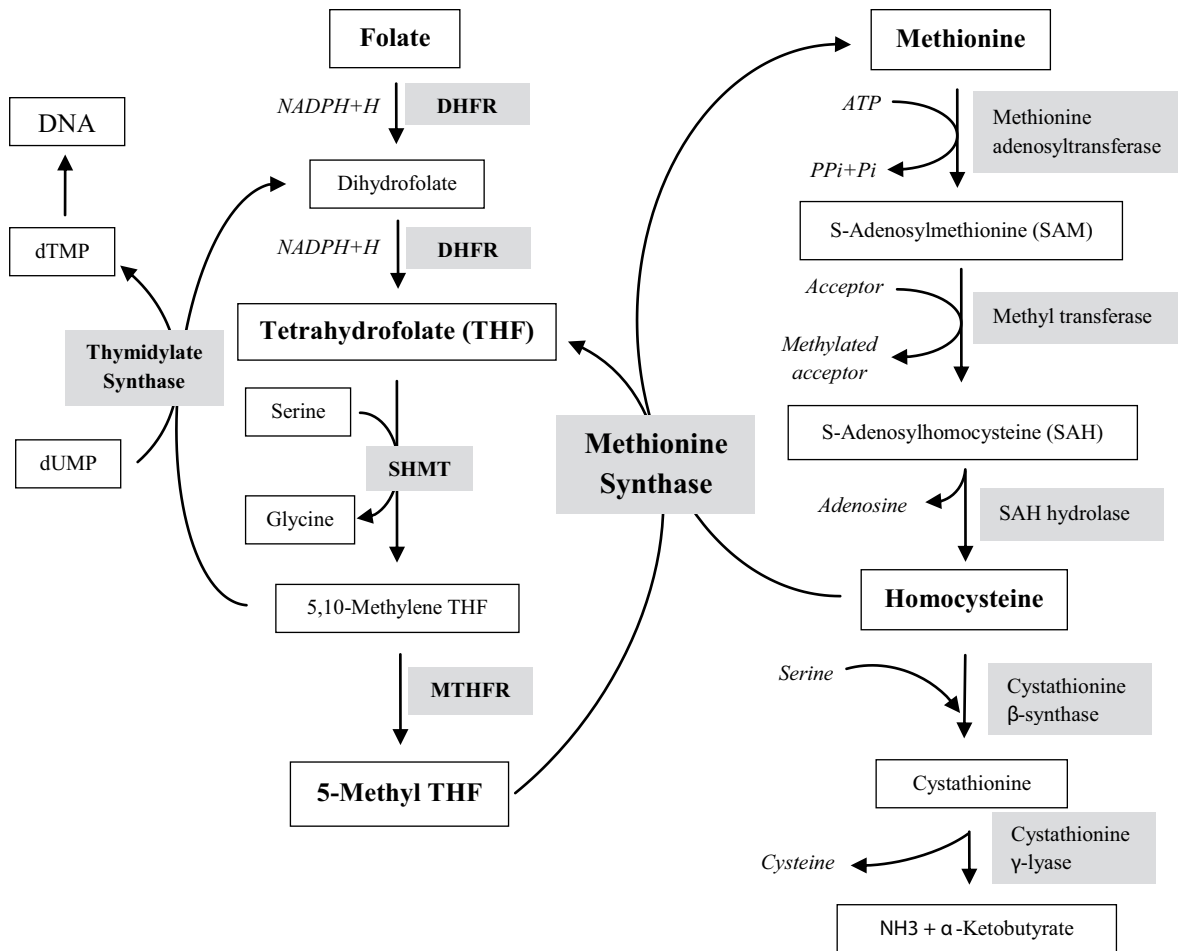 Folate
NADPH+H
DHFR
Dihydrofolate
NADPH+H
DHFR
Tetrahydrofolate (THF)
Serine
SHMT
Glycine
5,10-Methylene THF
MTHFR
5-Methyl THF
DNA
dTMP
Thymidylate
Synthase
dUMP
Methionine
Synthase
Methionine
ATP
Methionine
adenosyltransferase
PPi+Pi
S-Adenosylmethionine (SAM)
Acceptor
Methyl transferase
Methylated
acceptor
S-Adenosylhomocysteine (SAH)
Adenosine
SAH hydrolase
Homocysteine
Serine
Cystathionine
β-synthase
Cystathionine
Cystathionine
γ-lyase
Cysteine
NH3 + α-Ketobutyrate